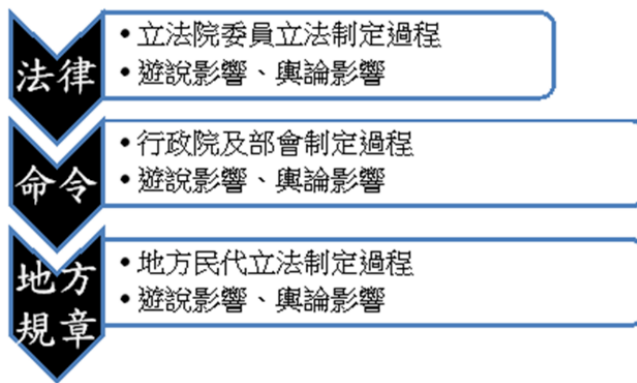 法律
• 立法院委員立法制定過程
• 遊說影響、輿論影響
命令
• 行政院及部會制定過程
• 遊說影響、輿論影響
地方
規章
• 地方民代立法制定過程
• 遊說影響、輿論影響